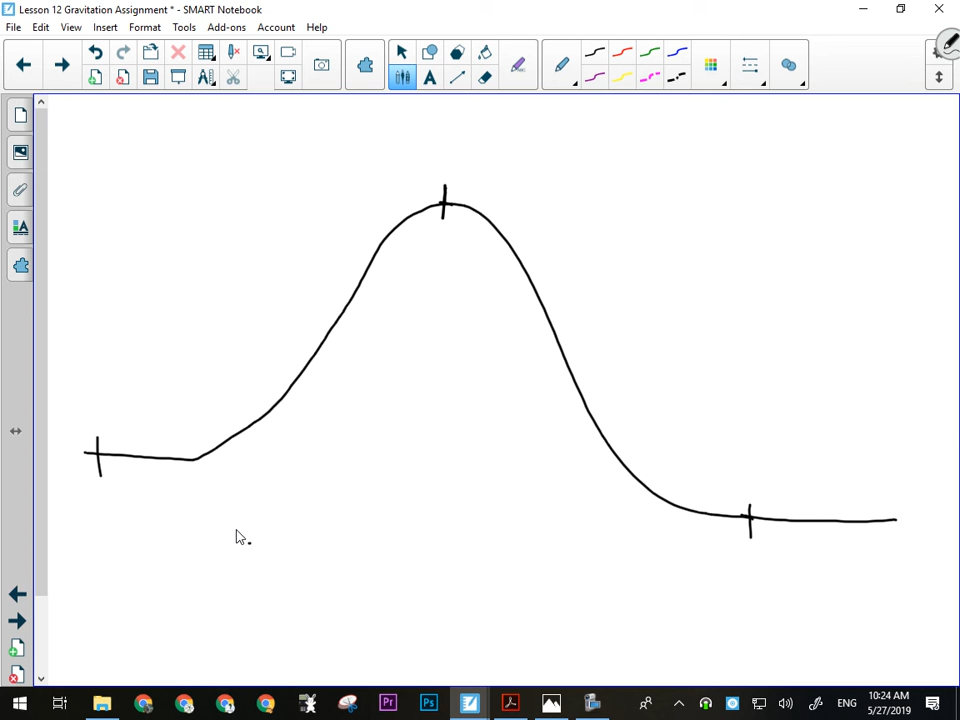 Lesson 12 Gravitation Assignment * - SMART Notebook
File Edit View Insert Format Tools Add-ons Account Help
ENG
10:24 AM
5/27/2019